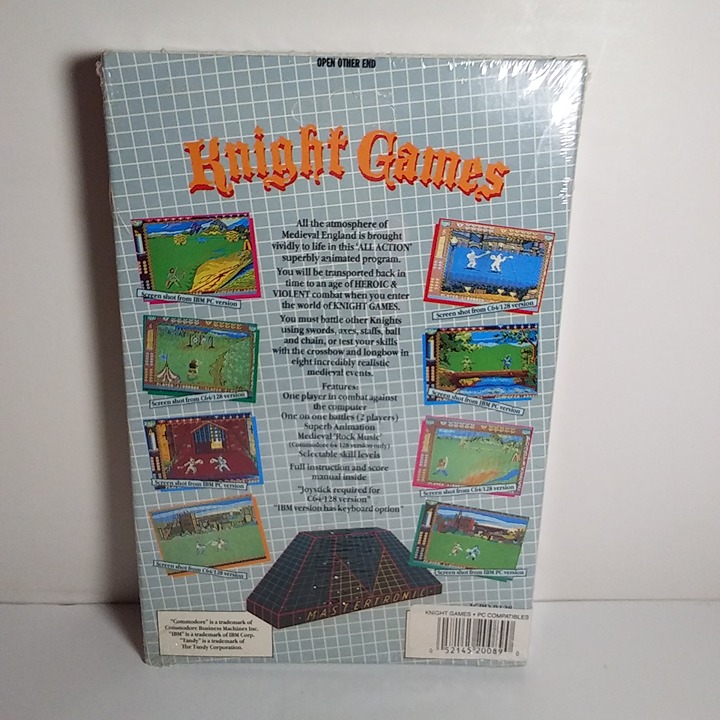 OPEN OTHER END
Knight Games
All the atmosphere of
Medieval England is brought
vividly to life in this 'ALL ACTION'
superbly animated program.
You will be transported back in
time to an age of HEROIC &
VIOLENT combat when you enter
the world of KNIGHT GAMES.
You must battle other Knights
using swords, axes, staffs, ball
and chain, or test your skills
with the crossbow and longbow in
eight incredibly realistic
medieval events.
Features:
One player in combat against
the computer
One on one battles (2 players)
Superb Animation
Medieval 'Rock Music'
(Commodore 64/128 version only)
Selectable skill levels
Full instruction and score
manual inside
"Joystick required for
C64/128 version"
"IBM version has keyboard option"
Screen shot from IBM PC version
Screen shot from C64/128 version
Screen shot from IBM PC version
Screen shot from C64/128 version
Screen shot from C64/128 version
Screen shot from IBM PC version
Screen shot from C64/128 version
Screen shot from IBM PC version
MASTERTRONIC
"Commodore" is a trademark of
Commodore Business Machines Inc.
"IBM" is a trademark of IBM Corp.
"Tandy" is a trademark of
The Tandy Corporation.
KNIGHT GAMES • PC COMPATIBLES
0 52145 20089 0